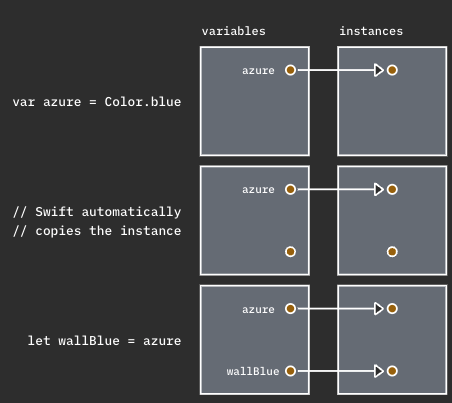 variables
instances
var azure = Color.blue
azure
// Swift automatically
// copies the instance
azure
let wallBlue = azure
azure
wallBlue